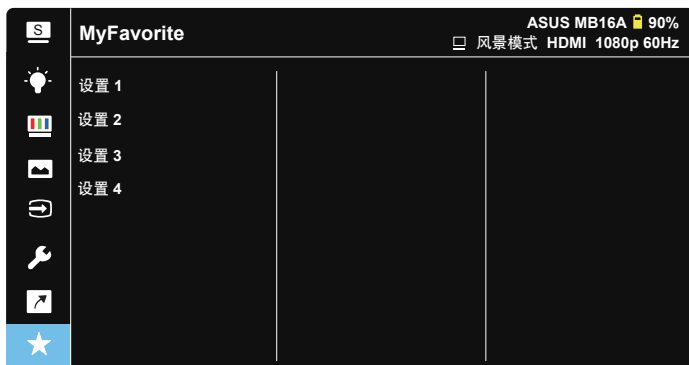 S
MyFavorite
ASUS MB16A 90%
风景模式 HDMI 1080p 60Hz
设置 1
设置 2
设置 3
设置 4